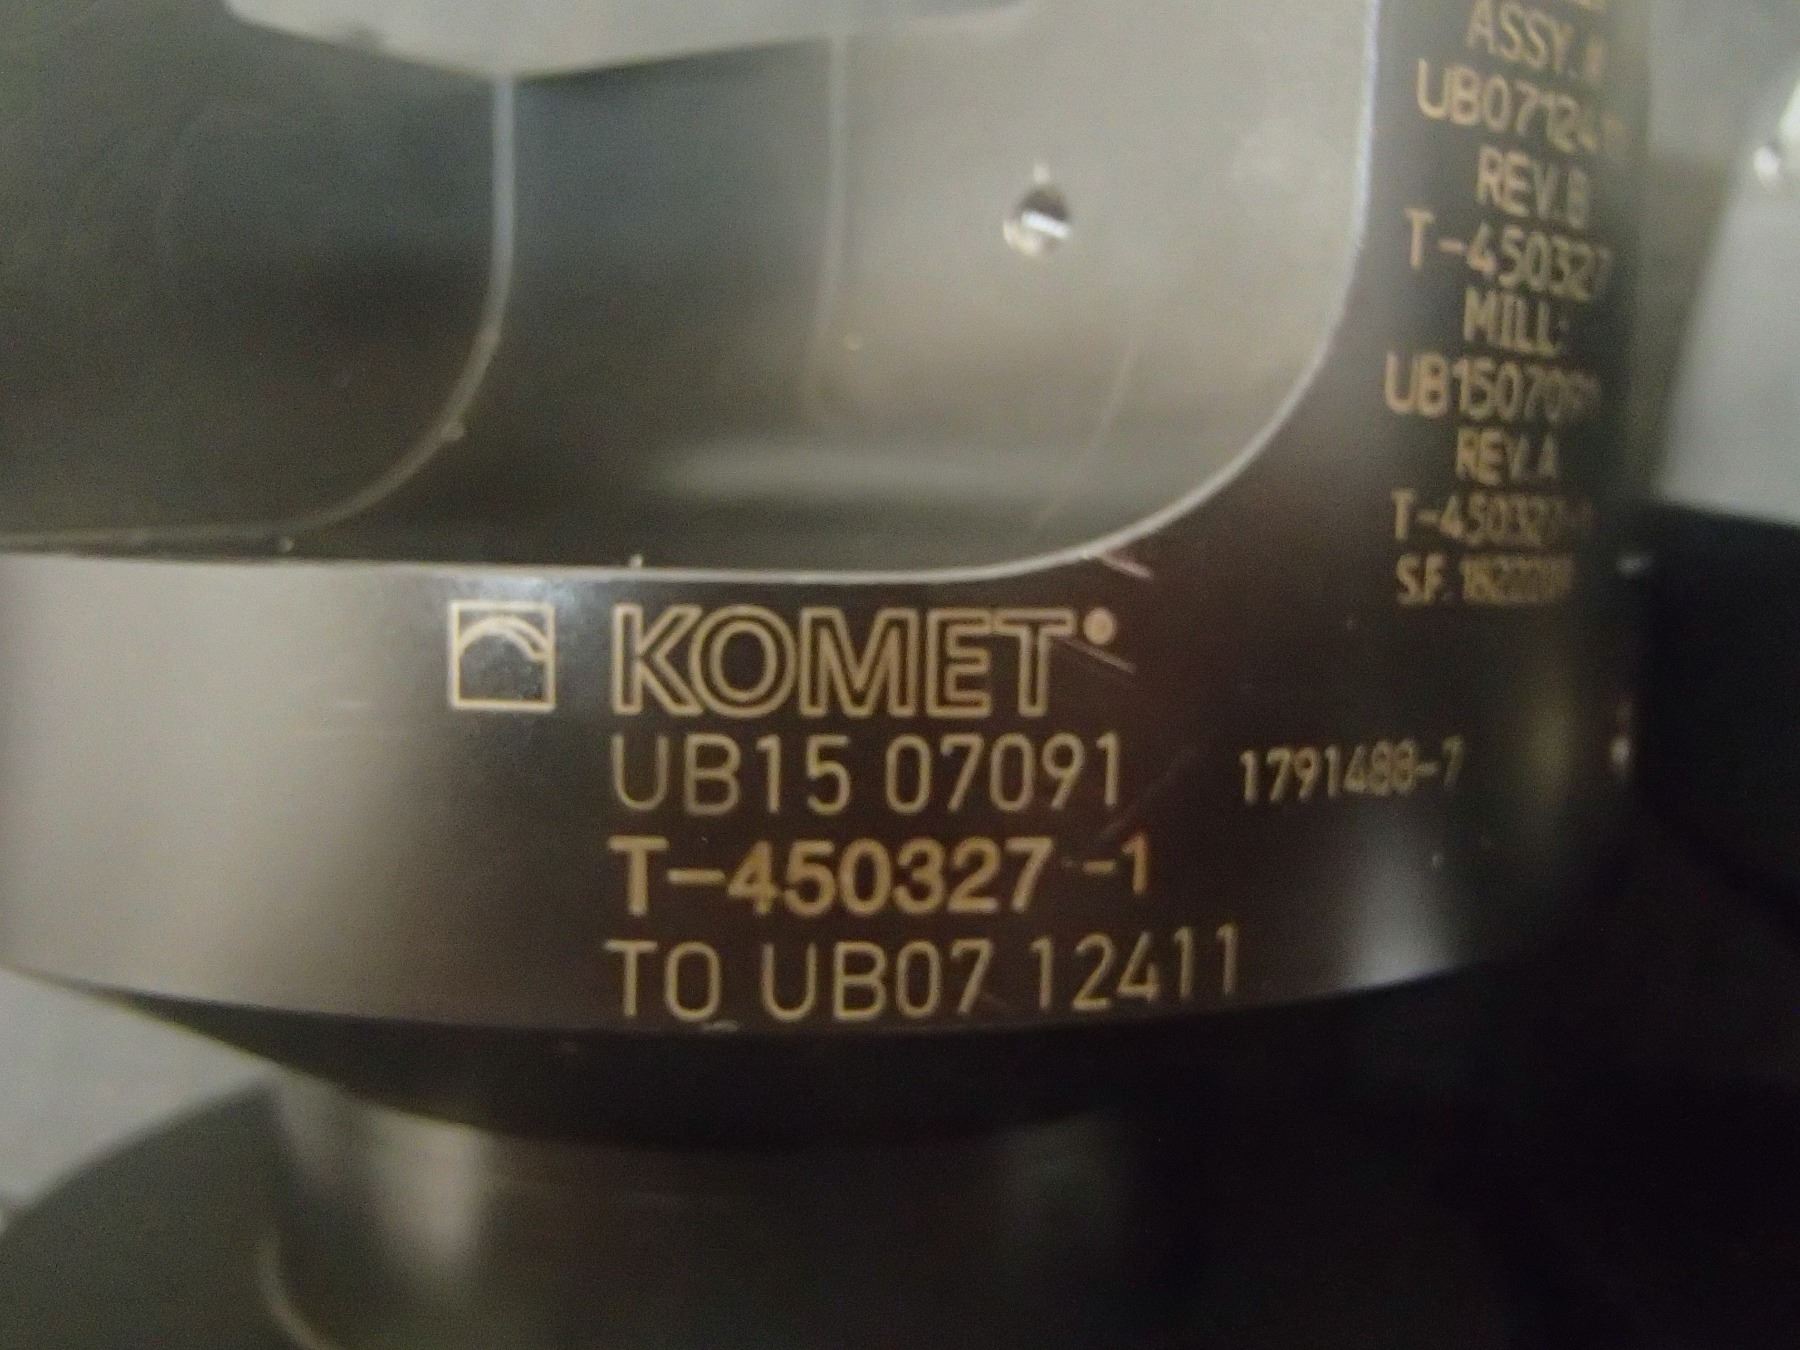 KOMET
UB15 07091 1791488-7
T-450327 -1
TO UB07 12411
ASSY.
REV.B
T-450327
MILL:
REV.A
S.F.